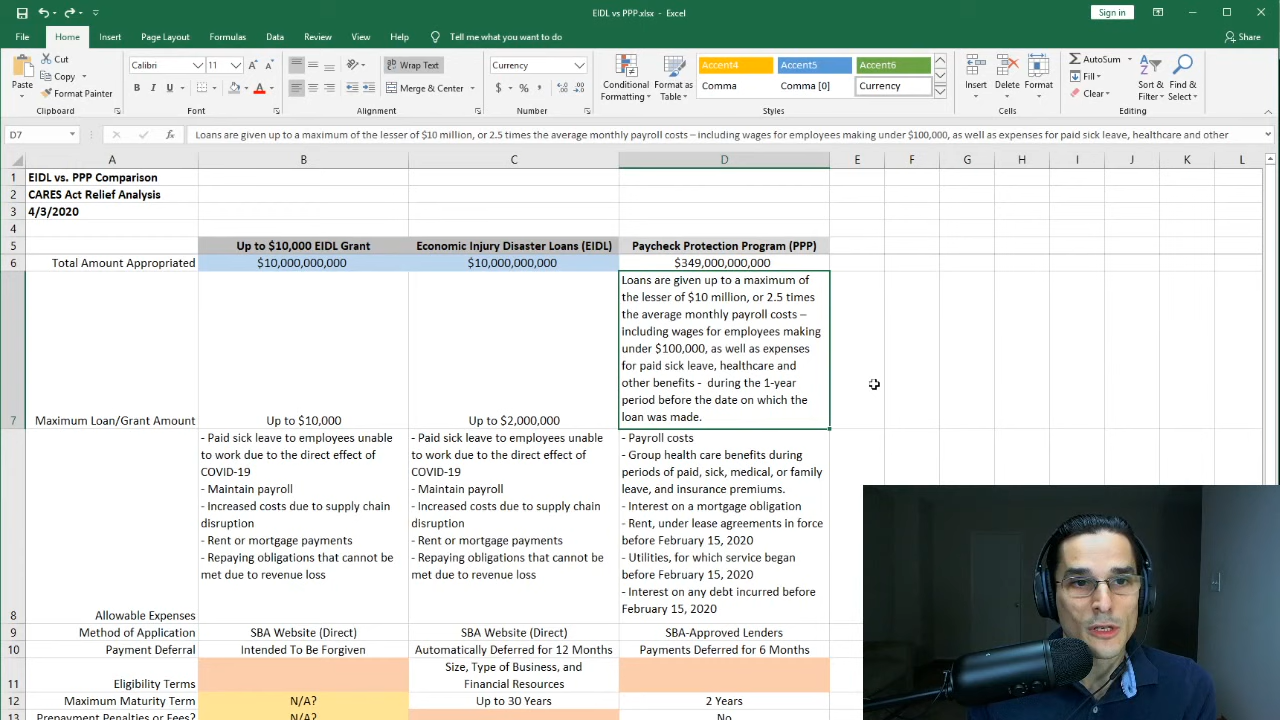 EIDL vs PPP.xlsx - Excel
Sign in
File Home Insert Page Layout Formulas Data Review View Help Tell me what you want to do Share
Paste Cut Copy Format Painter
Clipboard
Calibri 11
B I U
Font
Wrap Text
Merge & Center
Alignment
Currency
$ % ,
Number
Conditional Formatting
Format as Table
Accent4 Accent5 Accent6
Comma Comma [0] Currency
Styles
Insert Delete Format
Cells
AutoSum
Fill
Clear
Sort & Filter
Find & Select
Editing
D7 fx Loans are given up to a maximum of the lesser of $10 million, or 2.5 times the average monthly payroll costs – including wages for employees making under $100,000, as well as expenses for paid sick leave, healthcare and other
A B C D E F G H I J K L
1 EIDL vs. PPP Comparison
2 CARES Act Relief Analysis
3 4/3/2020
4
5 Up to $10,000 EIDL Grant Economic Injury Disaster Loans (EIDL) Paycheck Protection Program (PPP)
6 Total Amount Appropriated $10,000,000,000 $10,000,000,000 $349,000,000,000
Loans are given up to a maximum of
the lesser of $10 million, or 2.5 times
the average monthly payroll costs –
including wages for employees making
under $100,000, as well as expenses
for paid sick leave, healthcare and
other benefits - during the 1-year
period before the date on which the
loan was made.
7 Maximum Loan/Grant Amount Up to $10,000 Up to $2,000,000
- Paid sick leave to employees unable
to work due to the direct effect of
COVID-19
- Maintain payroll
- Increased costs due to supply chain
disruption
- Rent or mortgage payments
- Repaying obligations that cannot be
met due to revenue loss
- Paid sick leave to employees unable
to work due to the direct effect of
COVID-19
- Maintain payroll
- Increased costs due to supply chain
disruption
- Rent or mortgage payments
- Repaying obligations that cannot be
met due to revenue loss
- Payroll costs
- Group health care benefits during
periods of paid, sick, medical, or family
leave, and insurance premiums.
- Interest on a mortgage obligation
- Rent, under lease agreements in force
before February 15, 2020
- Utilities, for which service began
before February 15, 2020
- Interest on any debt incurred before
February 15, 2020
8 Allowable Expenses
9 Method of Application SBA Website (Direct) SBA Website (Direct) SBA-Approved Lenders
10 Payment Deferral Intended To Be Forgiven Automatically Deferred for 12 Months Payments Deferred for 6 Months
Size, Type of Business, and
11 Eligibility Terms Financial Resources
12 Maximum Maturity Term N/A? Up to 30 Years 2 Years
13 Prepayment Penalties or Fees? N/A? No